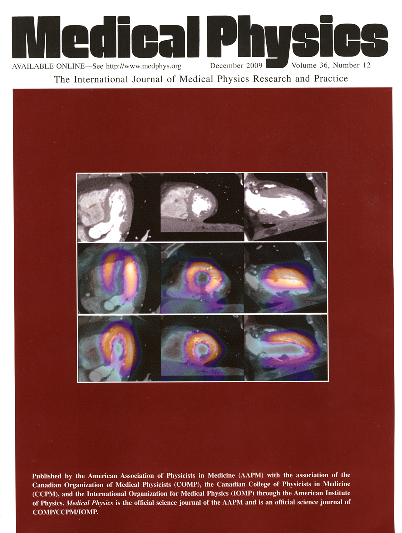 Medical Physics
AVAILABLE ONLINE—See http://www.medphys.org December 2009 Volume 36, Number 12
The International Journal of Medical Physics Research and Practice
Published by the American Association of Physicists in Medicine (AAPM) with the association of the
Canadian Organization of Medical Physicists (COMP), the Canadian College of Physicists in Medicine
(CCPM), and the International Organization for Medical Physics (IOMP) through the American Institute
of Physics. Medical Physics is the official science journal of the AAPM and is an official science journal of
COMP/CCPM/IOMP.